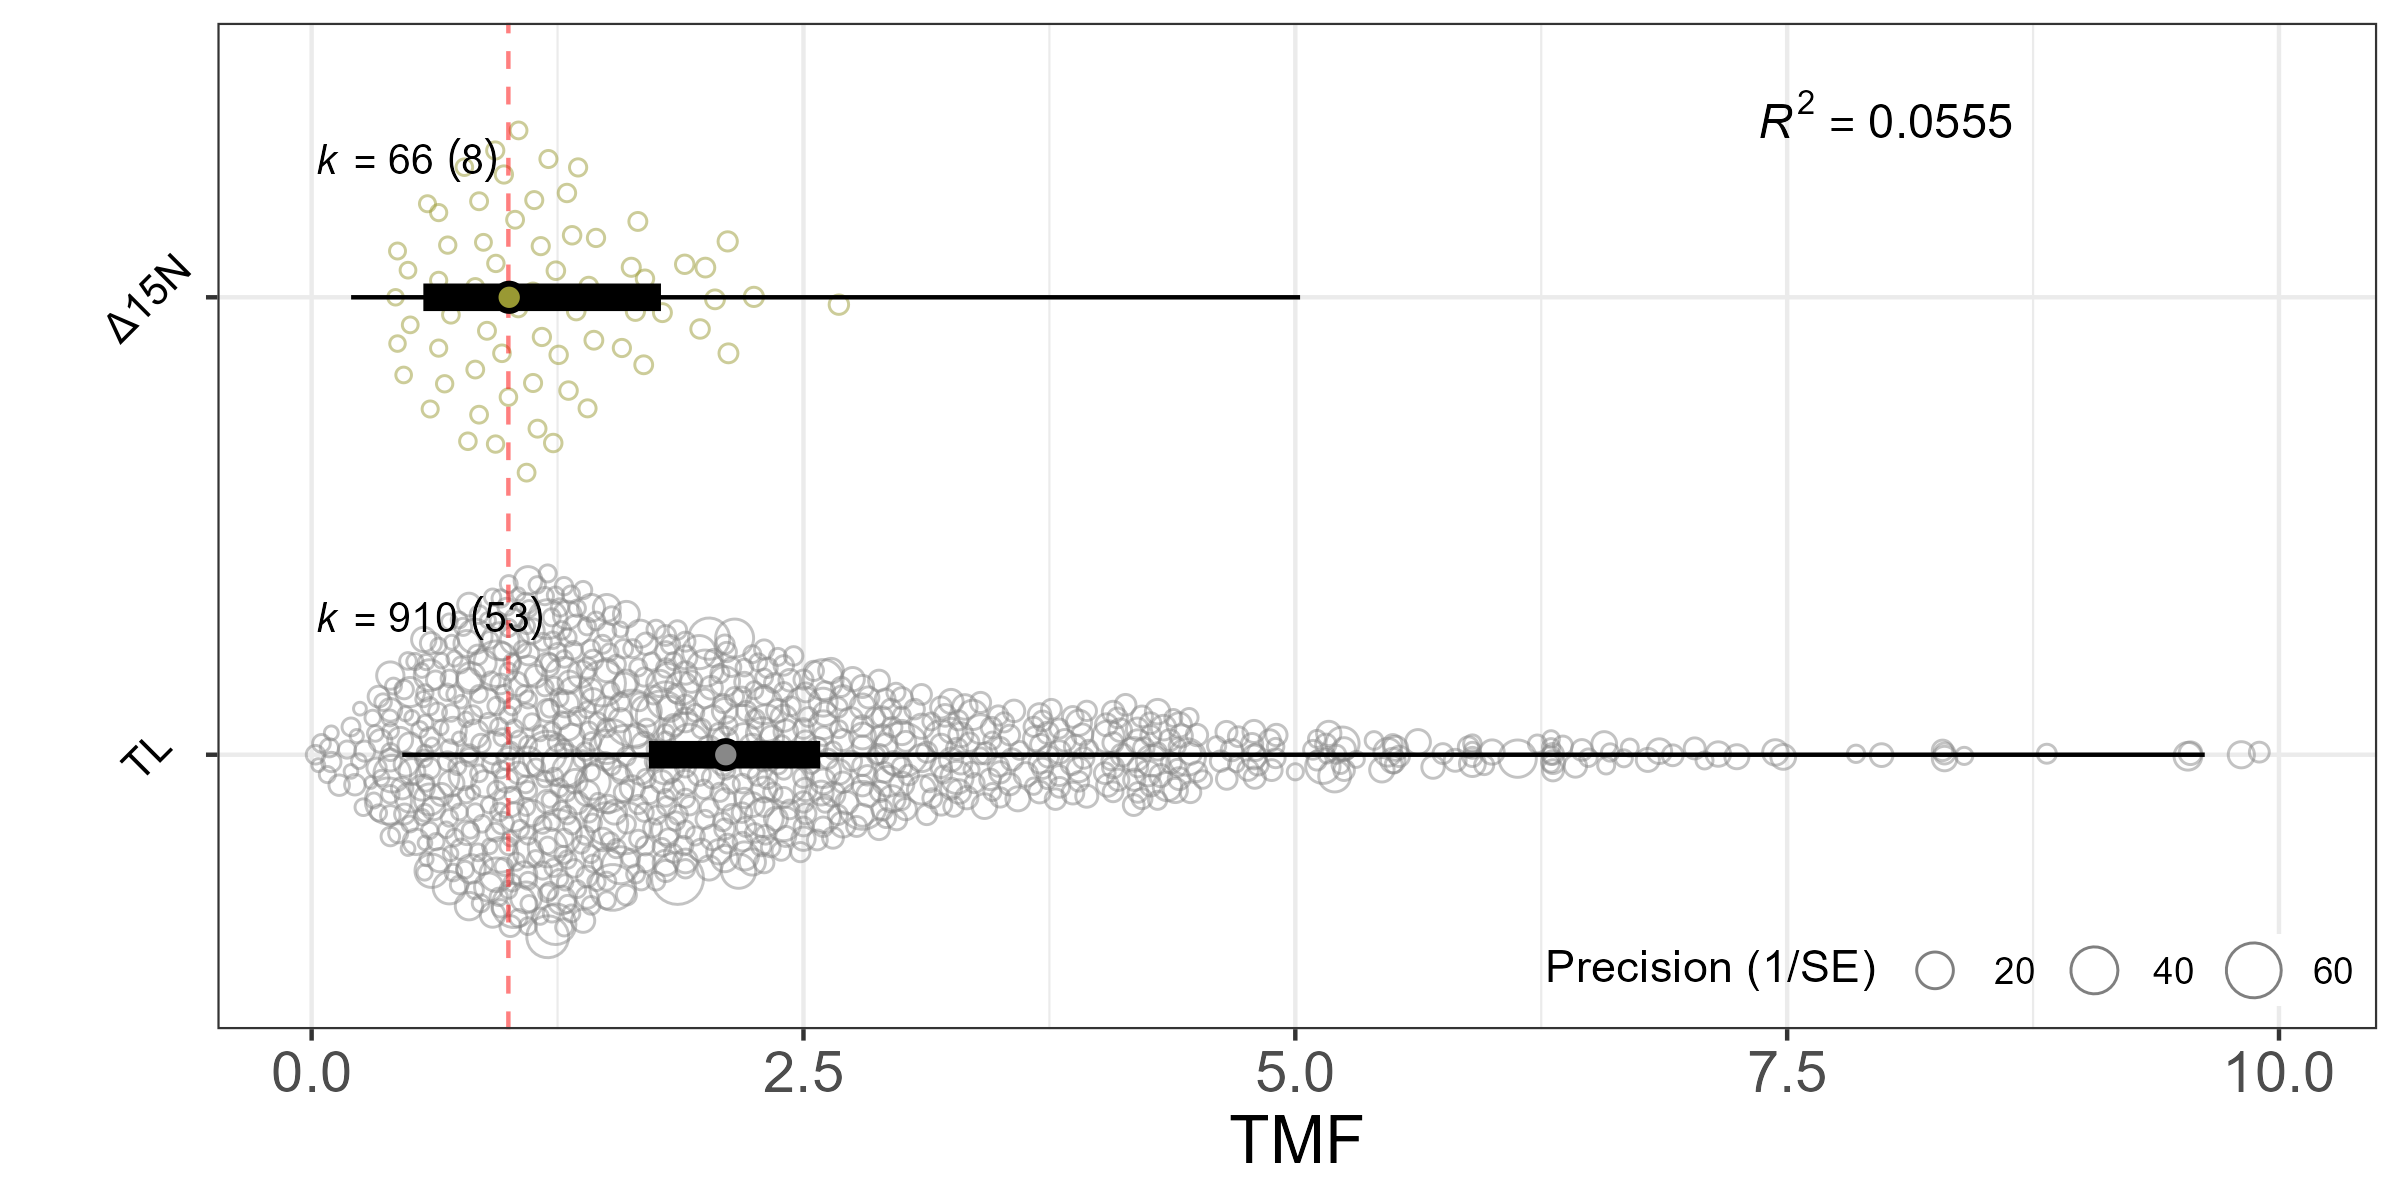 R² = 0.0555
k = 66 (8)
Δ15N
k = 910 (53)
TL
Precision (1/SE) 20 40 60
0.0 2.5 5.0 7.5 10.0
TMF